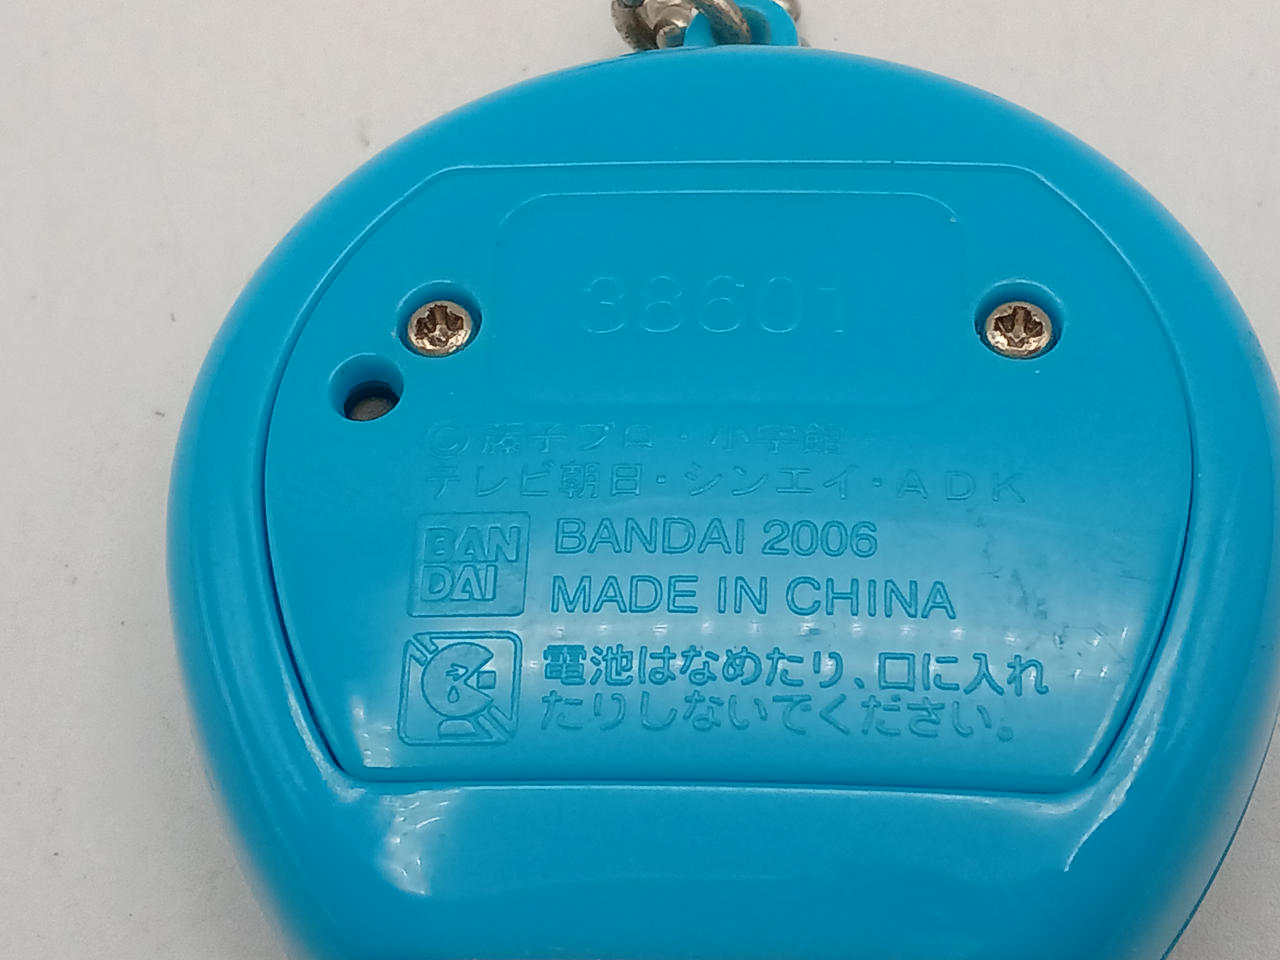 38601
©藤子プロ・小学館・
テレビ朝日・シンエイ・ADK
BAN
DAI
BANDAI 2006
MADE IN CHINA
電池はなめたり、口に入れ
たりしないでください。